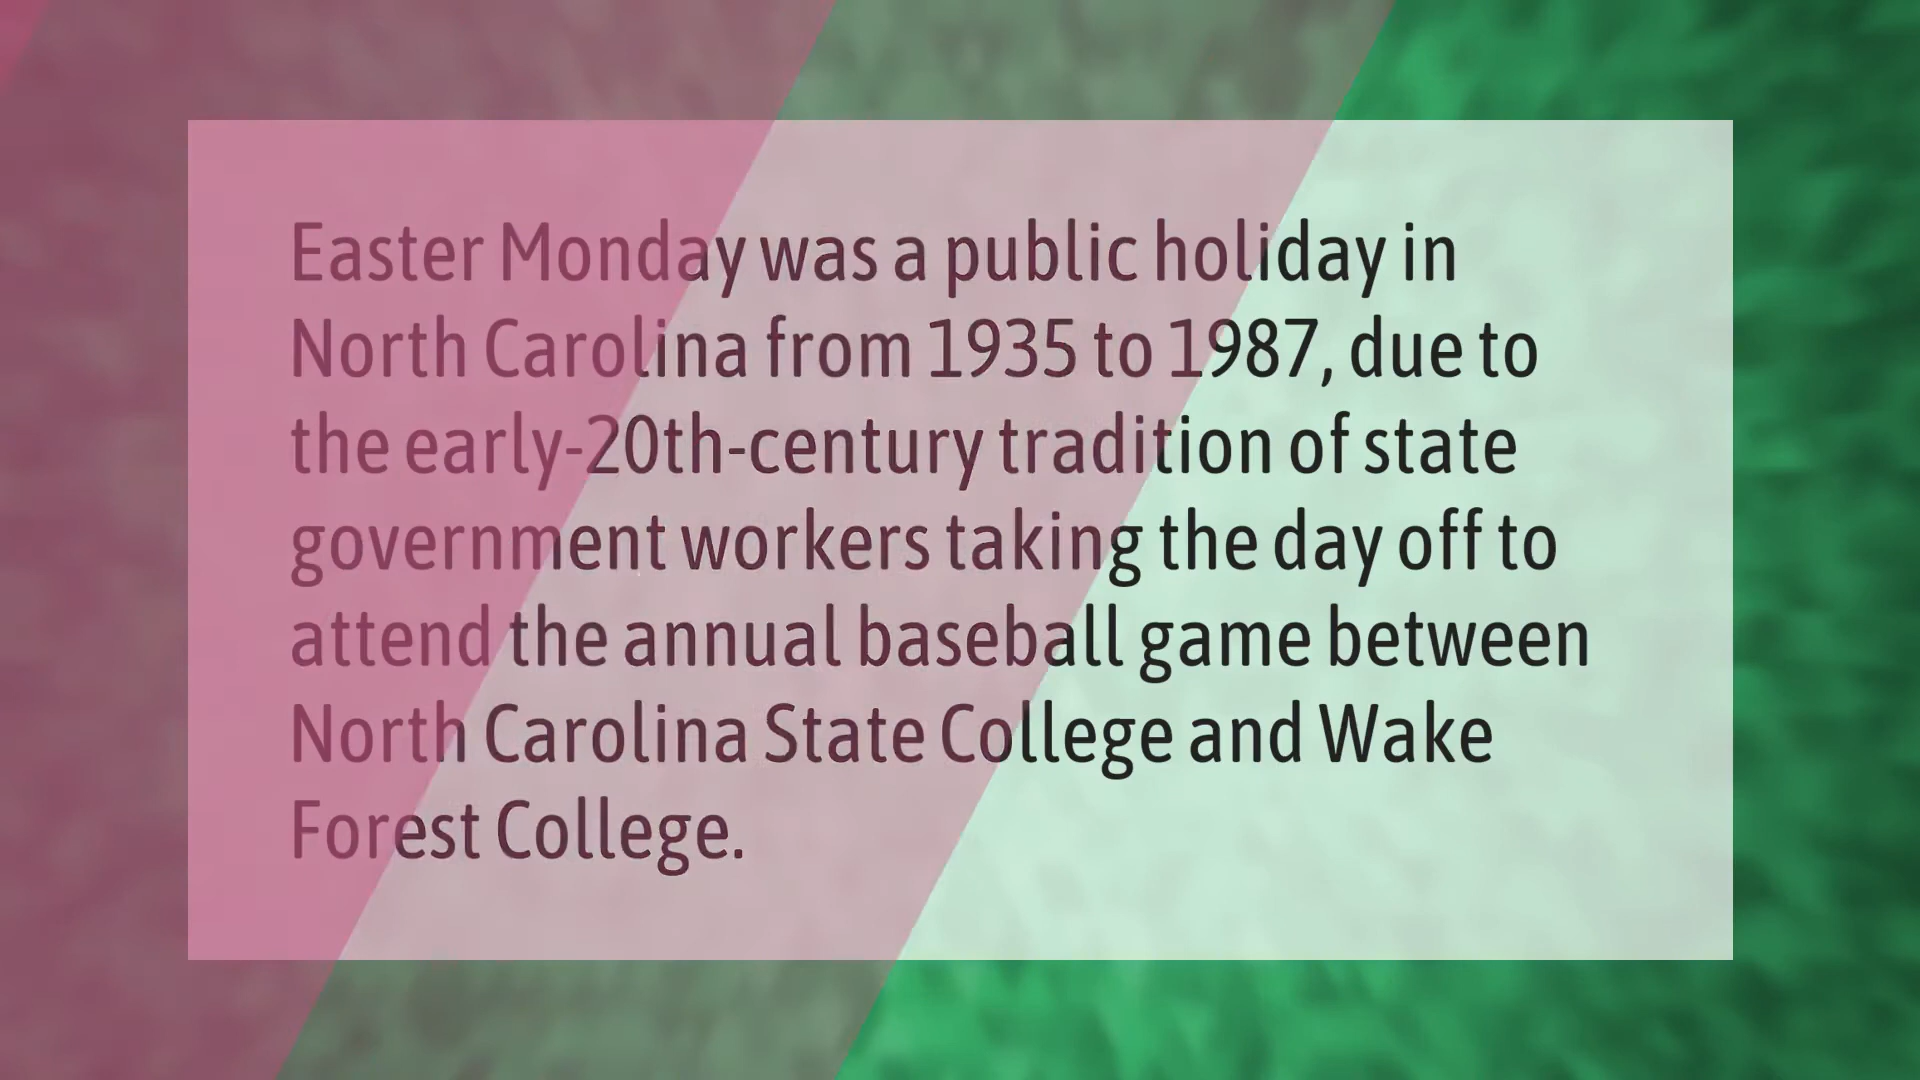 Easter Monday was a public holiday in
North Carolina from 1935 to 1987, due to
the early-20th-century tradition of state
government workers taking the day off to
attend the annual baseball game between
North Carolina State College and Wake
Forest College.